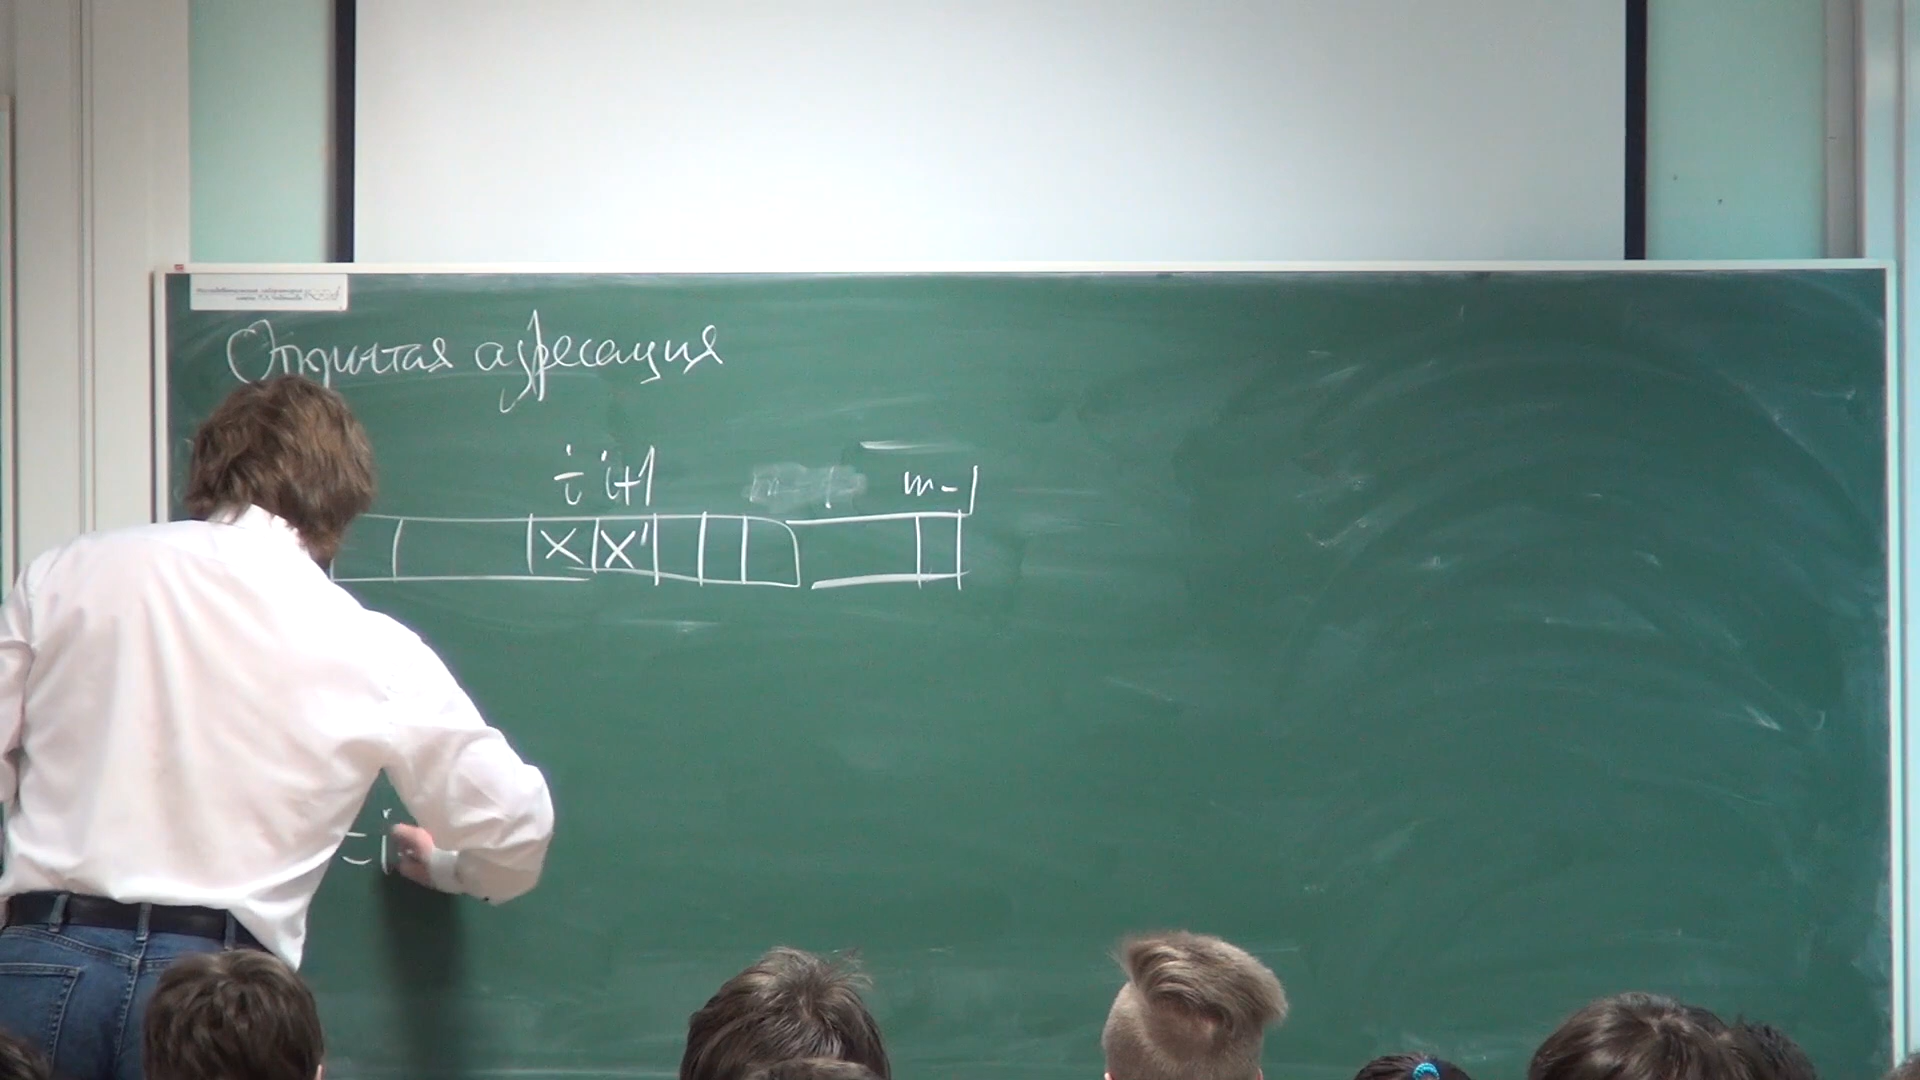 Открытая адресация
i i+1 m-1
X X'